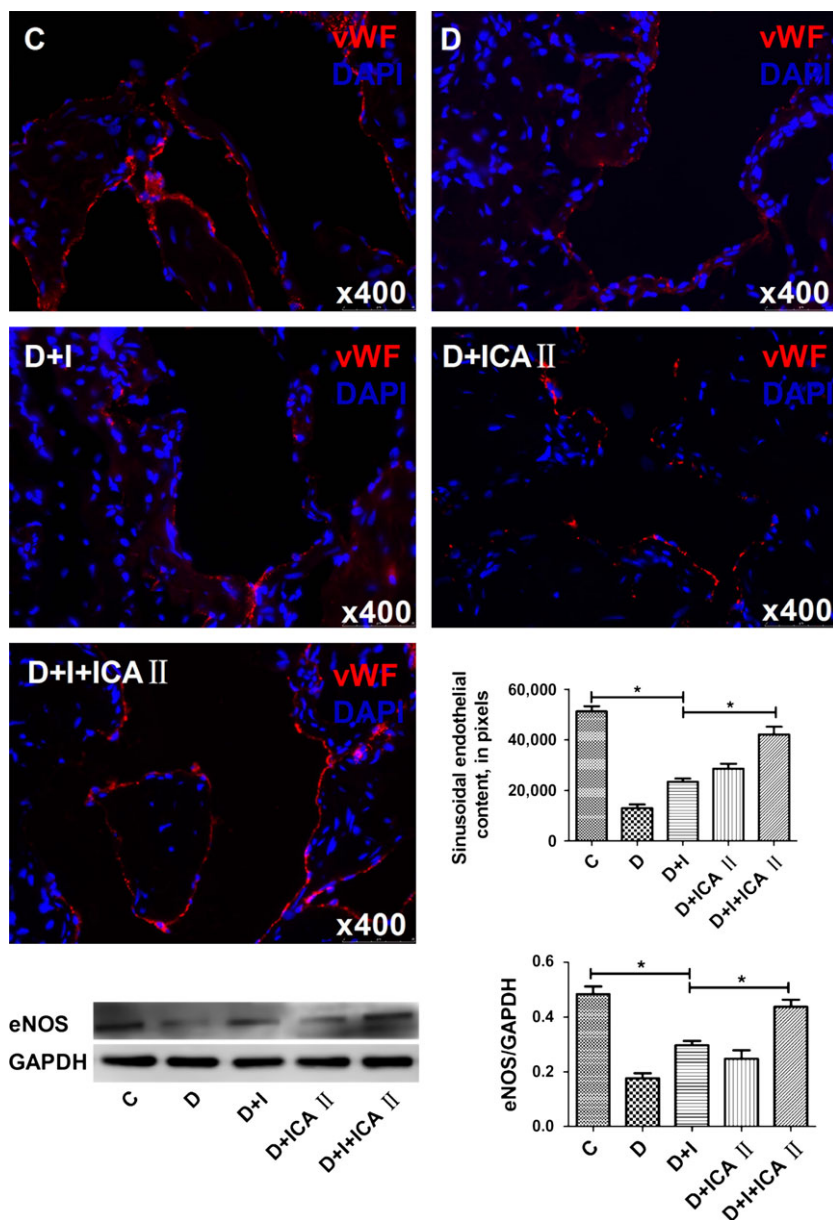 C
vWF
DAPI
x400
D
vWF
DAPI
x400
D+I
vWF
DAPI
x400
D+ICA Ⅱ
vWF
DAPI
x400
D+I+ICA Ⅱ
vWF
DAPI
x400
Sinusoidal endothelial
content, in pixels
60,000
40,000
20,000
0
*
*
C
D
D+I
D+ICA Ⅱ
D+I+ICA Ⅱ
eNOS
GAPDH
C
D
D+I
D+ICA Ⅱ
D+I+ICA Ⅱ
eNOS/GAPDH
0.6
0.4
0.2
0.0
*
*
C
D
D+I
D+ICA Ⅱ
D+I+ICA Ⅱ